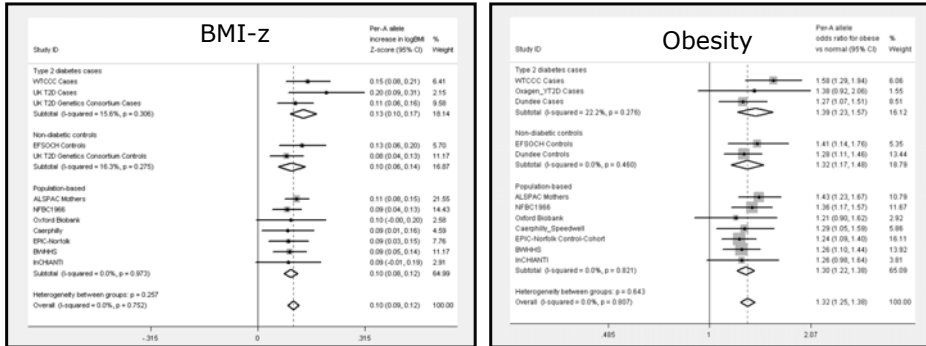 BMI-z
Per-A allele
increase in logBMI %
Study ID Z-score (95% CI) Weight
Type 2 diabetes cases
WTCCC Cases 0.15 (0.08, 0.21) 6.41
UK T2D Cases 0.20 (0.09, 0.31) 2.15
UK T2D Genetics Consortium Cases 0.11 (0.06, 0.16) 9.58
Subtotal (I-squared = 15.6%, p = 0.306) 0.13 (0.10, 0.17) 18.14
Non-diabetic controls
EFSOCH Controls 0.13 (0.06, 0.20) 5.70
UK T2D Genetics Consortium Controls 0.08 (0.04, 0.13) 11.17
Subtotal (I-squared = 16.3%, p = 0.275) 0.10 (0.06, 0.14) 16.87
Population-based
ALSPAC Mothers 0.11 (0.08, 0.15) 21.55
NFBC1966 0.09 (0.04, 0.13) 14.43
Oxford Biobank 0.10 (-0.00, 0.20) 2.58
Caerphilly 0.09 (0.01, 0.16) 4.59
EPIC-Norfolk 0.09 (0.03, 0.15) 7.76
BWHHS 0.09 (0.05, 0.14) 11.17
InCHIANTI 0.09 (-0.01, 0.19) 2.91
Subtotal (I-squared = 0.0%, p = 0.973) 0.10 (0.08, 0.12) 64.99
Heterogeneity between groups: p = 0.257
Overall (I-squared = 0.0%, p = 0.752) 0.10 (0.09, 0.12) 100.00
-.315 0 .315
Obesity
Per-A allele
odds ratio for obese %
Study ID vs normal (95% CI) Weight
Type 2 diabetes cases
WTCCC Cases 1.58 (1.29, 1.94) 6.06
Oxagen_YT2D Cases 1.38 (0.92, 2.06) 1.55
Dundee Cases 1.27 (1.07, 1.51) 8.51
Subtotal (I-squared = 22.2%, p = 0.276) 1.39 (1.23, 1.57) 16.12
Non-diabetic controls
EFSOCH Controls 1.41 (1.14, 1.76) 5.35
Dundee Controls 1.28 (1.11, 1.46) 13.44
Subtotal (I-squared = 0.0%, p = 0.460) 1.32 (1.17, 1.48) 18.79
Population-based
ALSPAC Mothers 1.43 (1.23, 1.67) 10.79
NFBC1966 1.36 (1.17, 1.57) 11.67
Oxford Biobank 1.21 (0.90, 1.62) 2.92
Caerphilly_Speedwell 1.29 (1.05, 1.59) 5.86
EPIC-Norfolk Control-Cohort 1.24 (1.09, 1.40) 16.11
BWHHS 1.26 (1.10, 1.44) 13.92
InCHIANTI 1.26 (0.98, 1.64) 3.81
Subtotal (I-squared = 0.0%, p = 0.821) 1.30 (1.22, 1.38) 65.09
Heterogeneity between groups: p = 0.643
Overall (I-squared = 0.0%, p = 0.807) 1.32 (1.25, 1.38) 100.00
.485 1 2.07